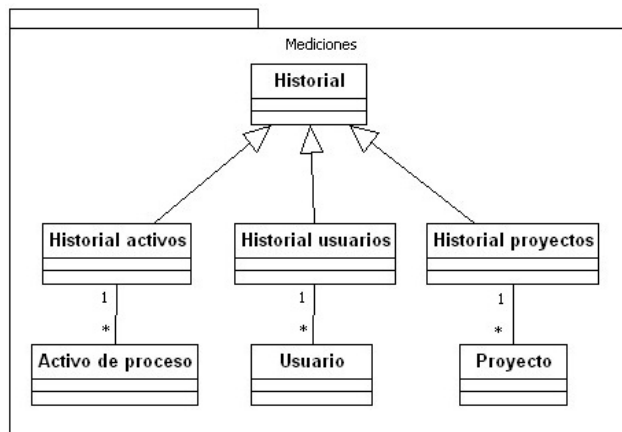 Mediciones
Historial
Historial activos
Historial usuarios
Historial proyectos
1
1
1
*
*
*
Activo de proceso
Usuario
Proyecto